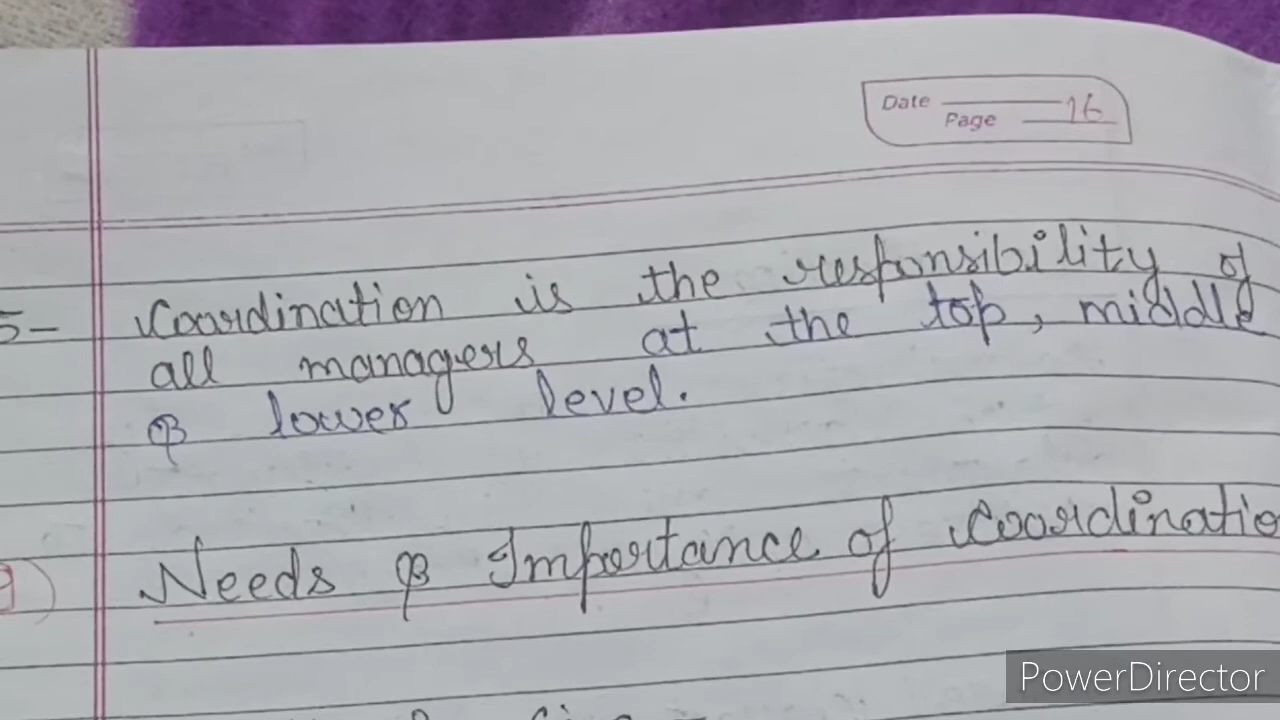 Date
Page 16
5- Coordination is the responsibility of
all managers at the top, middle
& lower level.
Needs & Importance of Coordinatio
PowerDirector